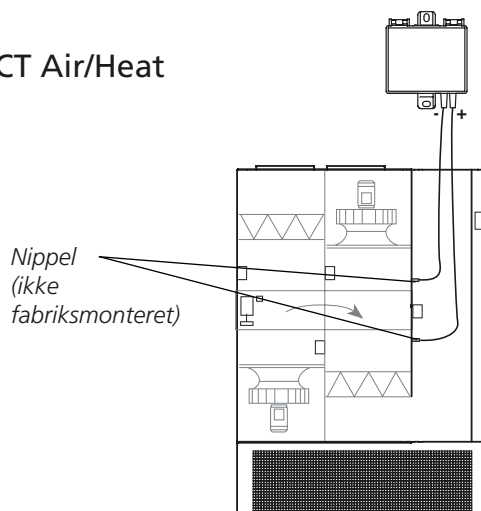 CT Air/Heat
- +
Nippel
(ikke
fabriksmonteret)